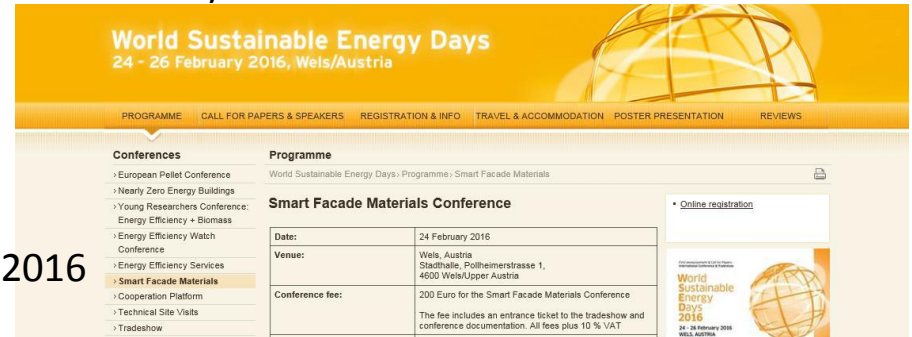 World Sustainable Energy Days
24 - 26 February 2016, Wels/Austria
PROGRAMME CALL FOR PAPERS & SPEAKERS REGISTRATION & INFO TRAVEL & ACCOMMODATION POSTER PRESENTATION REVIEWS
Conferences
› European Pellet Conference
› Nearly Zero Energy Buildings
› Young Researchers Conference:
Energy Efficiency + Biomass
› Energy Efficiency Watch
Conference
› Energy Efficiency Services
› Smart Facade Materials
› Cooperation Platform
› Technical Site Visits
› Tradeshow
2016
Programme
World Sustainable Energy Days › Programme › Smart Facade Materials
Smart Facade Materials Conference
Date: 24 February 2016
Venue: Wels, Austria
Stadthalle, Pollheimerstrasse 1,
4600 Wels/Upper Austria
Conference fee: 200 Euro for the Smart Facade Materials Conference
The fee includes an entrance ticket to the tradeshow and
conference documentation. All fees plus 10 % VAT
• Online registration
World
Sustainable
Energy
Days
2016
24 - 26 February 2016
WELS, AUSTRIA